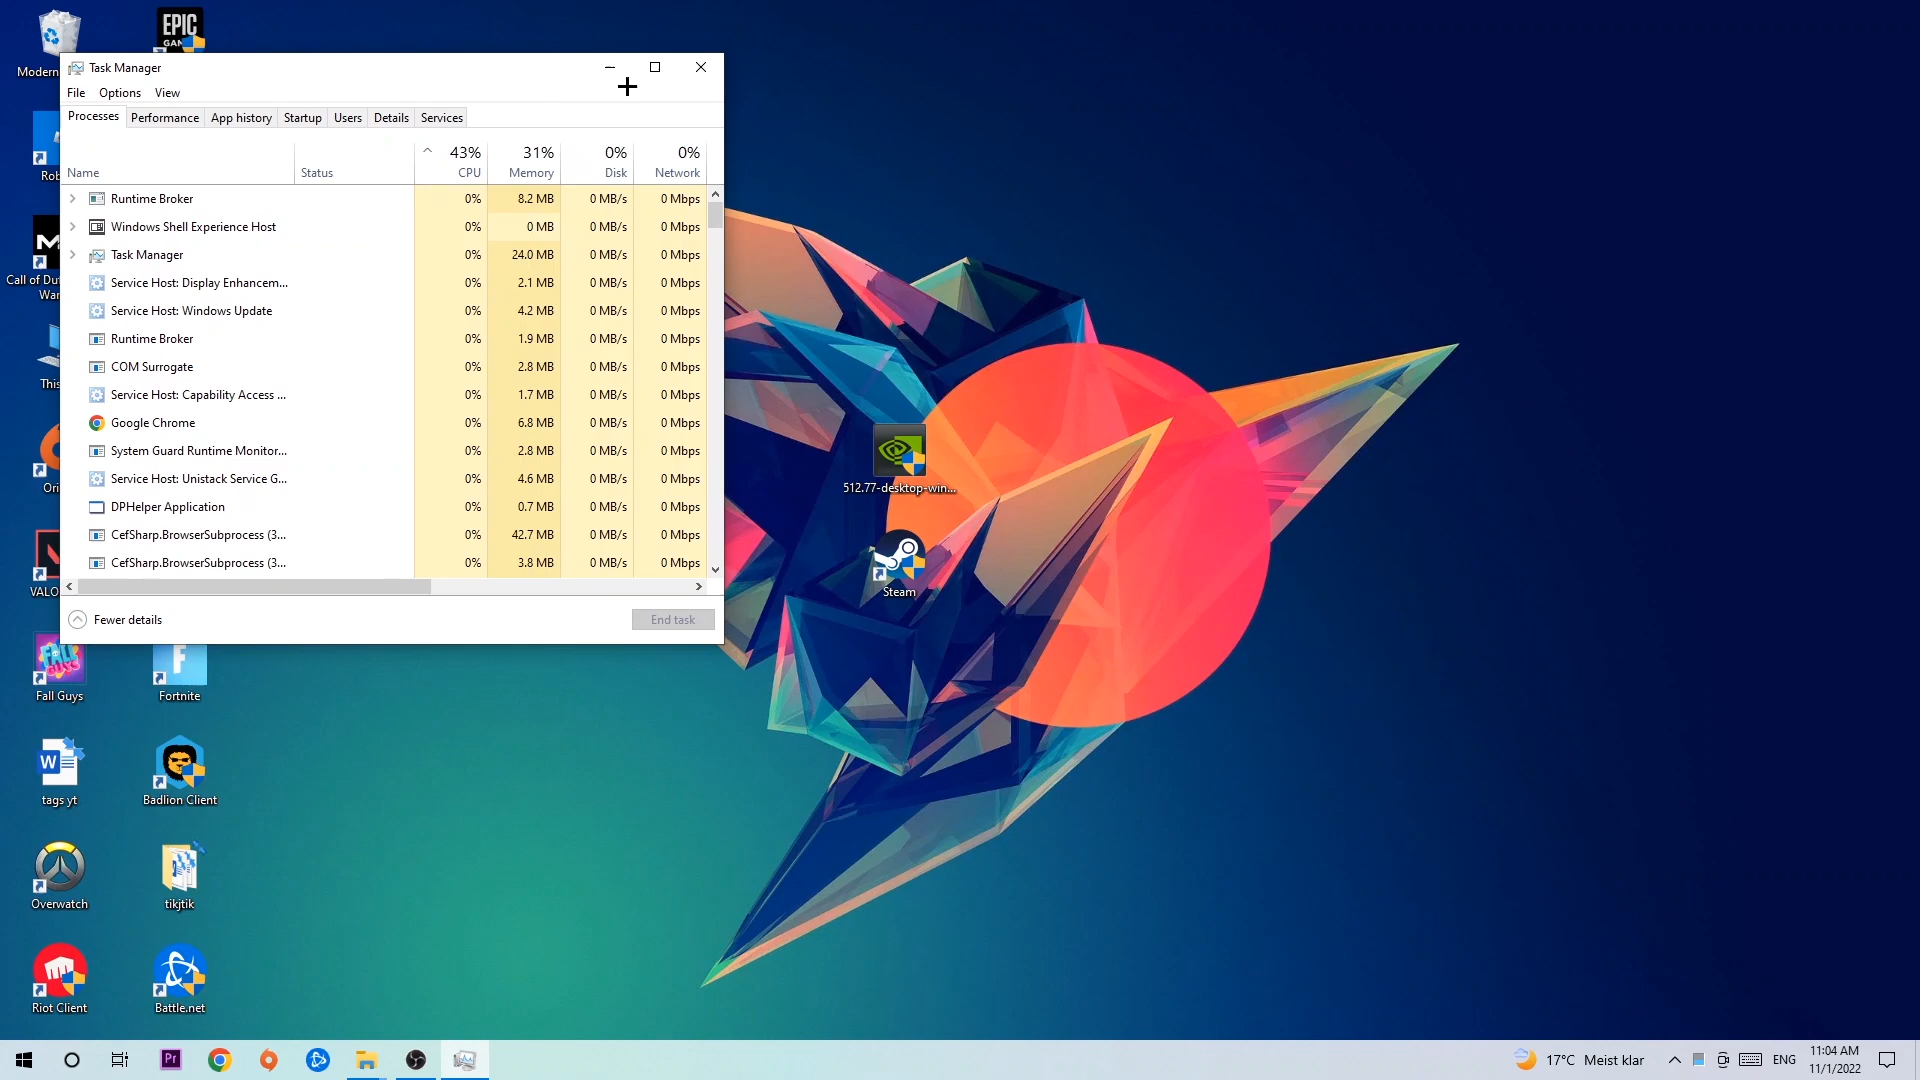 EPIC
GAM
Modern
Task Manager
File Options View
Processes Performance App history Startup Users Details Services
43% 31% 0% 0%
Name Status CPU Memory Disk Network
Runtime Broker 0% 8.2 MB 0 MB/s 0 Mbps
Windows Shell Experience Host 0% 0 MB 0 MB/s 0 Mbps
Task Manager 0% 24.0 MB 0 MB/s 0 Mbps
Service Host: Display Enhancem... 0% 2.1 MB 0 MB/s 0 Mbps
Service Host: Windows Update 0% 4.2 MB 0 MB/s 0 Mbps
Runtime Broker 0% 1.9 MB 0 MB/s 0 Mbps
COM Surrogate 0% 2.8 MB 0 MB/s 0 Mbps
Service Host: Capability Access ... 0% 1.7 MB 0 MB/s 0 Mbps
Google Chrome 0% 6.8 MB 0 MB/s 0 Mbps
System Guard Runtime Monitor... 0% 2.8 MB 0 MB/s 0 Mbps
Service Host: Unistack Service G... 0% 4.6 MB 0 MB/s 0 Mbps
DPHelper Application 0% 0.7 MB 0 MB/s 0 Mbps
CefSharp.BrowserSubprocess (3... 0% 42.7 MB 0 MB/s 0 Mbps
CefSharp.BrowserSubprocess (3... 0% 3.8 MB 0 MB/s 0 Mbps
Fewer details End task
Rob
M
Call of Du
War
This
Ori
VALO
512.77-desktop-win...
Steam
FALL
GUYS
Fall Guys
F
Fortnite
W
tags yt
Badlion Client
Overwatch
tikjtik
Riot Client
Battle.net
Pr
17°C Meist klar
ENG
11:04 AM
11/1/2022